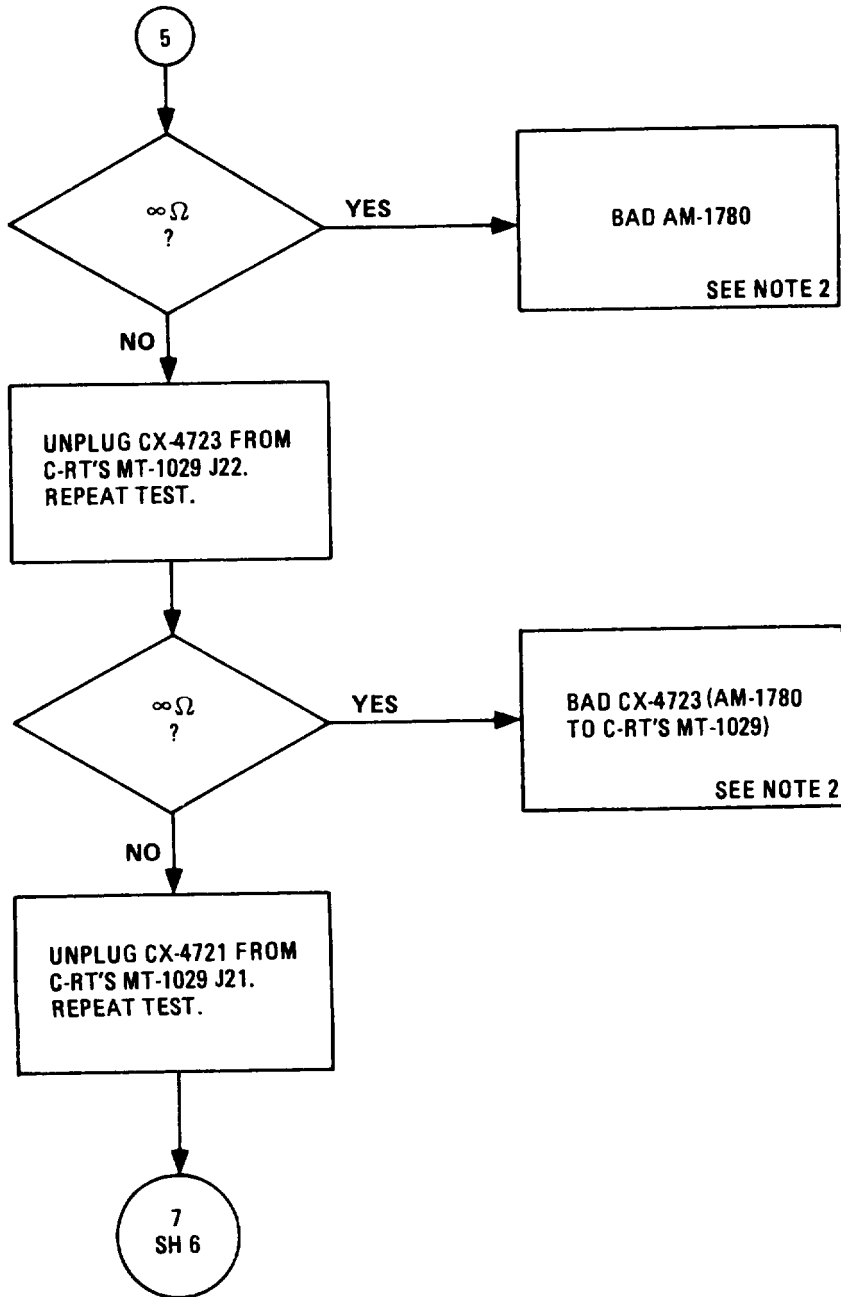 5
∞Ω
?
YES
BAD AM-1780
SEE NOTE 2
NO
UNPLUG CX-4723 FROM
C-RT'S MT-1029 J22.
REPEAT TEST.
∞Ω
?
YES
BAD CX-4723 (AM-1780
TO C-RT'S MT-1029)
SEE NOTE 2
NO
UNPLUG CX-4721 FROM
C-RT'S MT-1029 J21.
REPEAT TEST.
7
SH 6